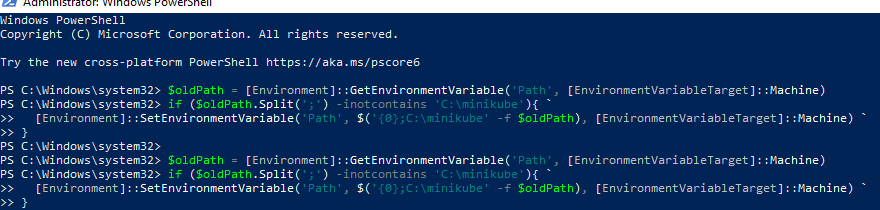 Administrator: Windows PowerShell
Windows PowerShell
Copyright (C) Microsoft Corporation. All rights reserved.
Try the new cross-platform PowerShell https://aka.ms/pscore6
PS C:\Windows\system32> $oldPath = [Environment]::GetEnvironmentVariable('Path', [EnvironmentVariableTarget]::Machine)
PS C:\Windows\system32> if ($oldPath.Split(';') -inotcontains 'C:\minikube'){ `
>>   [Environment]::SetEnvironmentVariable('Path', $('{0};C:\minikube' -f $oldPath), [EnvironmentVariableTarget]::Machine) `
>> }
PS C:\Windows\system32>
PS C:\Windows\system32> $oldPath = [Environment]::GetEnvironmentVariable('Path', [EnvironmentVariableTarget]::Machine)
PS C:\Windows\system32> if ($oldPath.Split(';') -inotcontains 'C:\minikube'){ `
>>   [Environment]::SetEnvironmentVariable('Path', $('{0};C:\minikube' -f $oldPath), [EnvironmentVariableTarget]::Machine) `
>> }